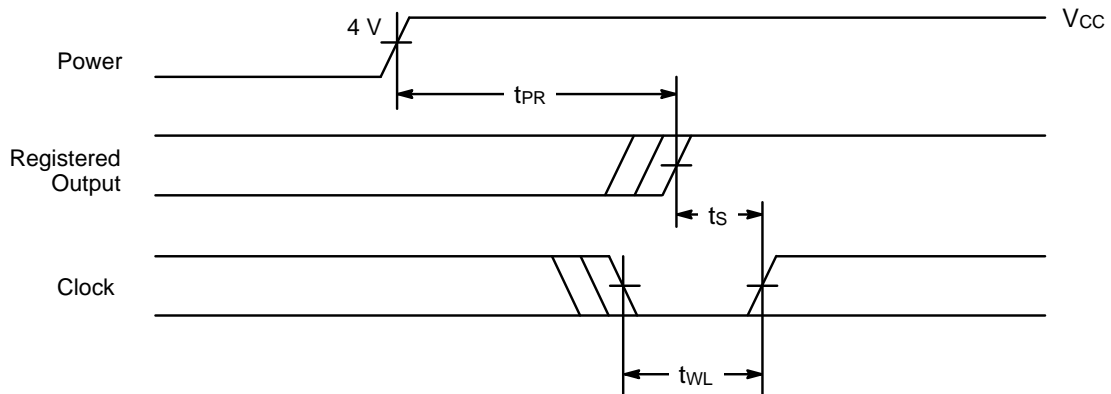 4 V
VCC
Power
tPR
Registered
Output
tS
Clock
tWL